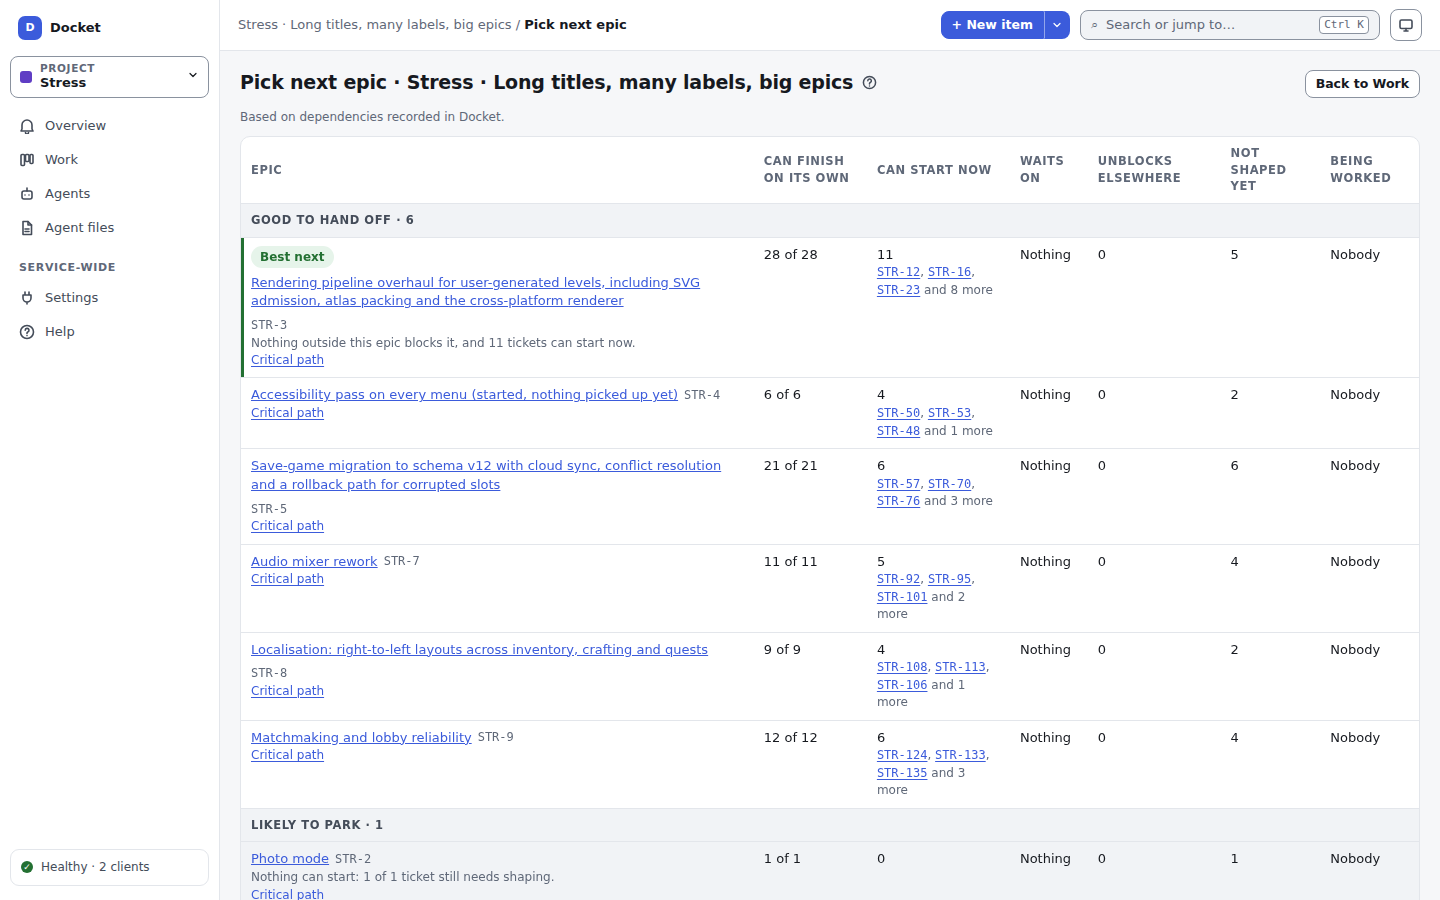 D Docket
PROJECT
Stress
Overview
Work
Agents
Agent files
SERVICE-WIDE
Settings
Help
✓ Healthy · 2 clients
Stress · Long titles, many labels, big epics / Pick next epic
+ New item
Search or jump to…
Ctrl K
Pick next epic · Stress · Long titles, many labels, big epics ?
Back to Work
Based on dependencies recorded in Docket.
EPIC
CAN FINISH
ON ITS OWN
CAN START NOW
WAITS
ON
UNBLOCKS
ELSEWHERE
NOT
SHAPED
YET
BEING
WORKED
GOOD TO HAND OFF · 6
Best next
Rendering pipeline overhaul for user-generated levels, including SVG
admission, atlas packing and the cross-platform renderer
STR-3
Nothing outside this epic blocks it, and 11 tickets can start now.
Critical path
28 of 28
11
STR-12, STR-16,
STR-23 and 8 more
Nothing
0
5
Nobody
Accessibility pass on every menu (started, nothing picked up yet) STR-4
Critical path
6 of 6
4
STR-50, STR-53,
STR-48 and 1 more
Nothing
0
2
Nobody
Save-game migration to schema v12 with cloud sync, conflict resolution
and a rollback path for corrupted slots
STR-5
Critical path
21 of 21
6
STR-57, STR-70,
STR-76 and 3 more
Nothing
0
6
Nobody
Audio mixer rework STR-7
Critical path
11 of 11
5
STR-92, STR-95,
STR-101 and 2
more
Nothing
0
4
Nobody
Localisation: right-to-left layouts across inventory, crafting and quests
STR-8
Critical path
9 of 9
4
STR-108, STR-113,
STR-106 and 1
more
Nothing
0
2
Nobody
Matchmaking and lobby reliability STR-9
Critical path
12 of 12
6
STR-124, STR-133,
STR-135 and 3
more
Nothing
0
4
Nobody
LIKELY TO PARK · 1
Photo mode STR-2
Nothing can start: 1 of 1 ticket still needs shaping.
Critical path
1 of 1
0
Nothing
0
1
Nobody